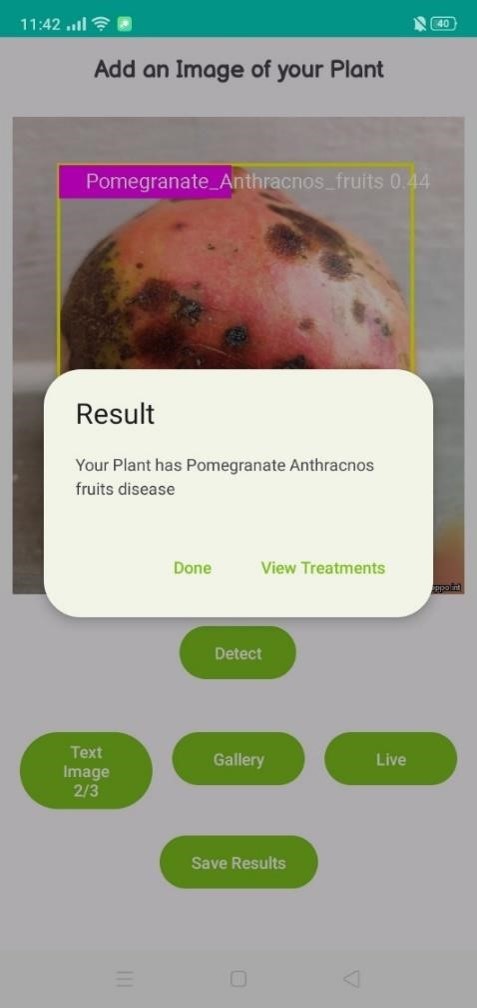 11:42
40
Add an Image of your Plant
Pomegranate_Anthracnos_fruits 0.44
Result
Your Plant has Pomegranate Anthracnos
fruits disease
Done
View Treatments
Detect
Text
Image
2/3
Gallery
Live
Save Results